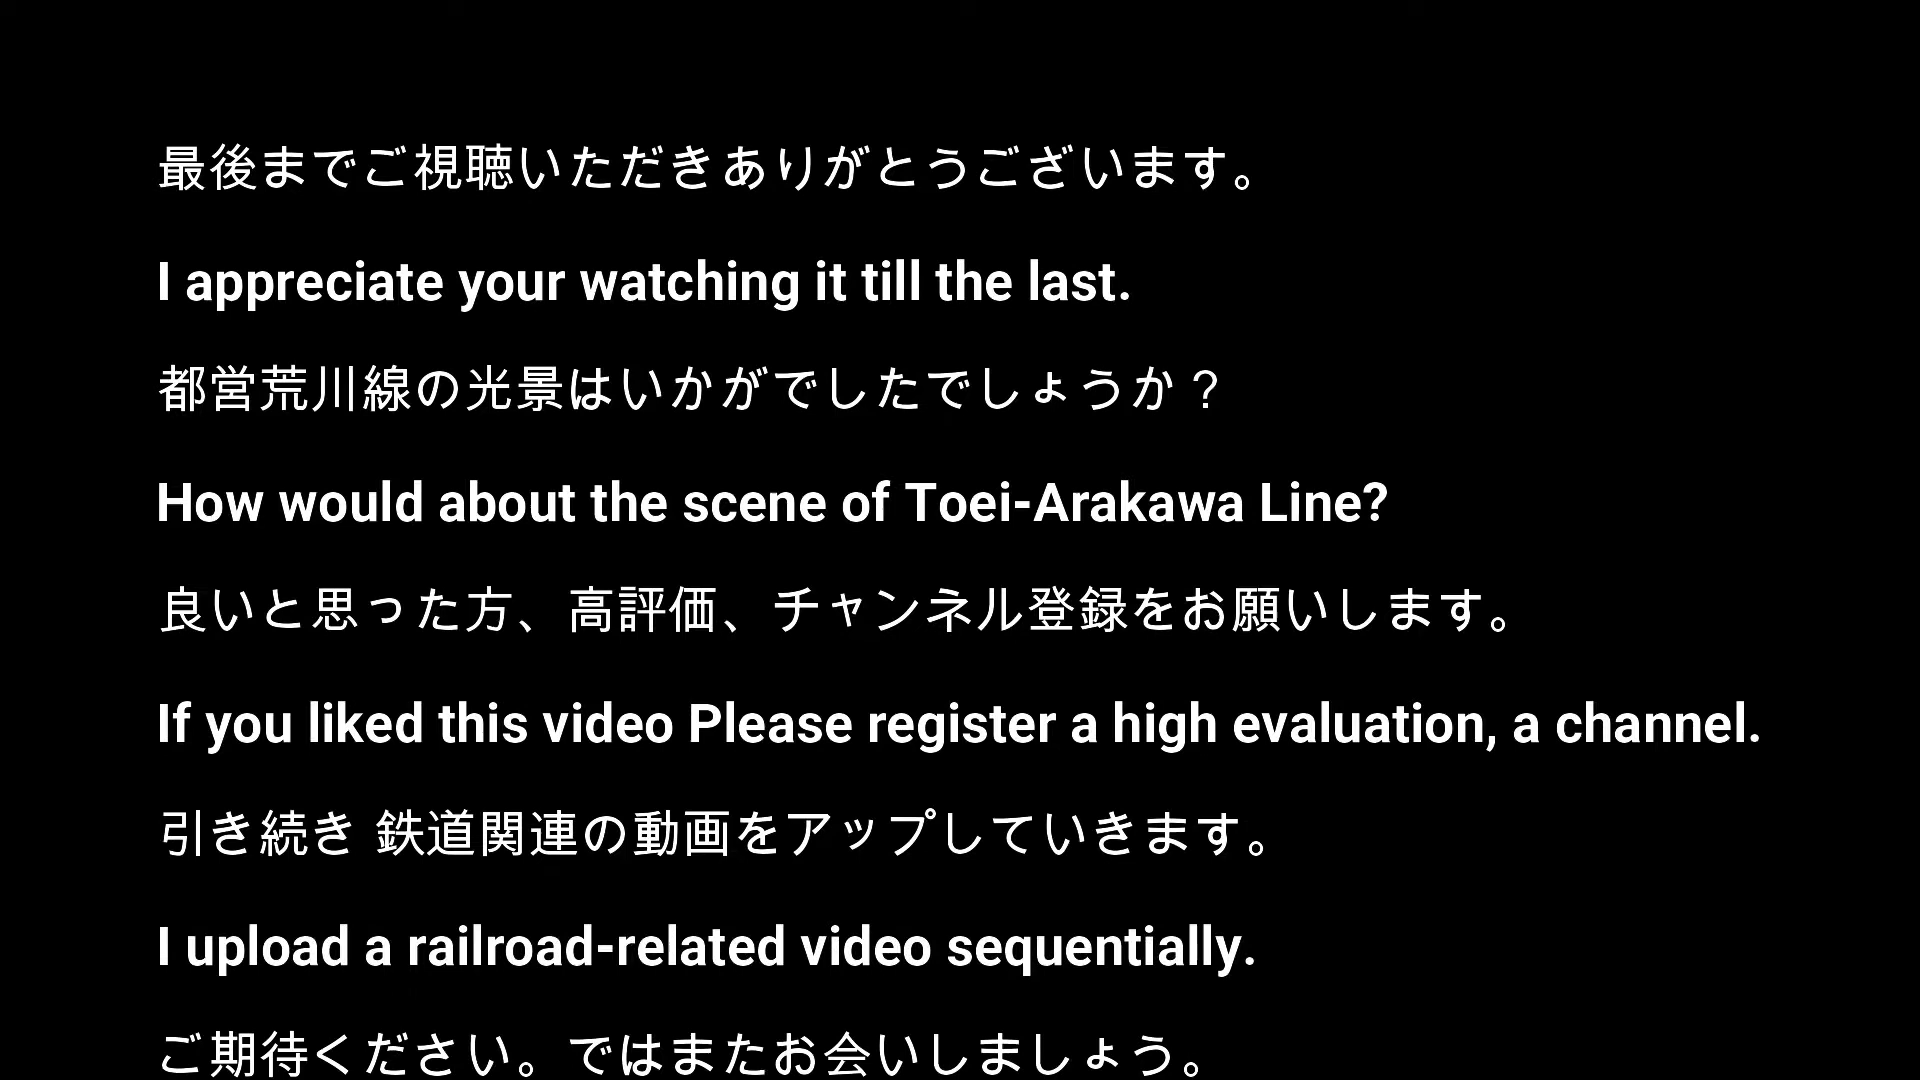 最後までご視聴いただきありがとうございます。
I appreciate your watching it till the last.
都営荒川線の光景はいかがでしたでしょうか？
How would about the scene of Toei-Arakawa Line?
良いと思った方、高評価、チャンネル登録をお願いします。
If you liked this video Please register a high evaluation, a channel.
引き続き 鉄道関連の動画をアップしていきます。
I upload a railroad-related video sequentially.
ご期待ください。ではまたお会いしましょう。